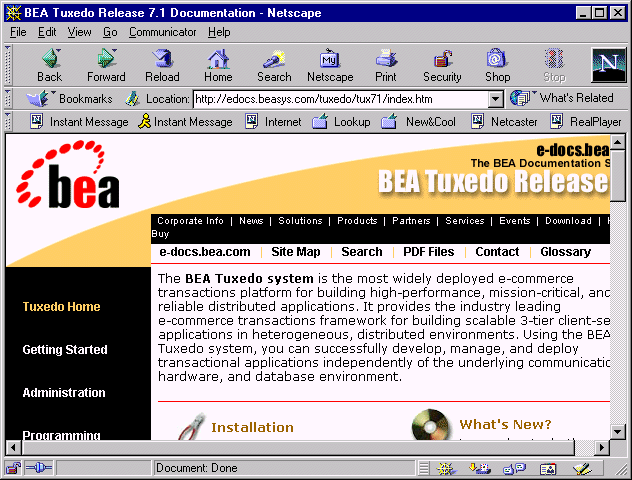 BEA Tuxedo Release 7.1 Documentation - Netscape
File Edit View Go Communicator Help
Back Forward Reload Home Search Netscape Print Security Shop Stop
My
N
Bookmarks Location: http://edocs.beasys.com/tuxedo/tux71/index.htm What's Related
Instant Message Instant Message Internet Lookup New&Cool Netcaster RealPlayer
e-docs.bea
The BEA Documentation S
bea
BEA Tuxedo Release
Corporate Info | News | Solutions | Products | Partners | Services | Events | Download |
Buy
e-docs.bea.com | Site Map | Search | PDF Files | Contact | Glossary
Tuxedo Home
Getting Started
Administration
Programming
The BEA Tuxedo system is the most widely deployed e-commerce
transactions platform for building high-performance, mission-critical, and
reliable distributed applications. It provides the industry leading
e-commerce transactions framework for building scalable 3-tier client-se
applications in heterogeneous, distributed environments. Using the BEA
Tuxedo system, you can successfully develop, manage, and deploy
transactional applications independently of the underlying communicatio
hardware, and database environment.
Installation
What's New?
Document: Done